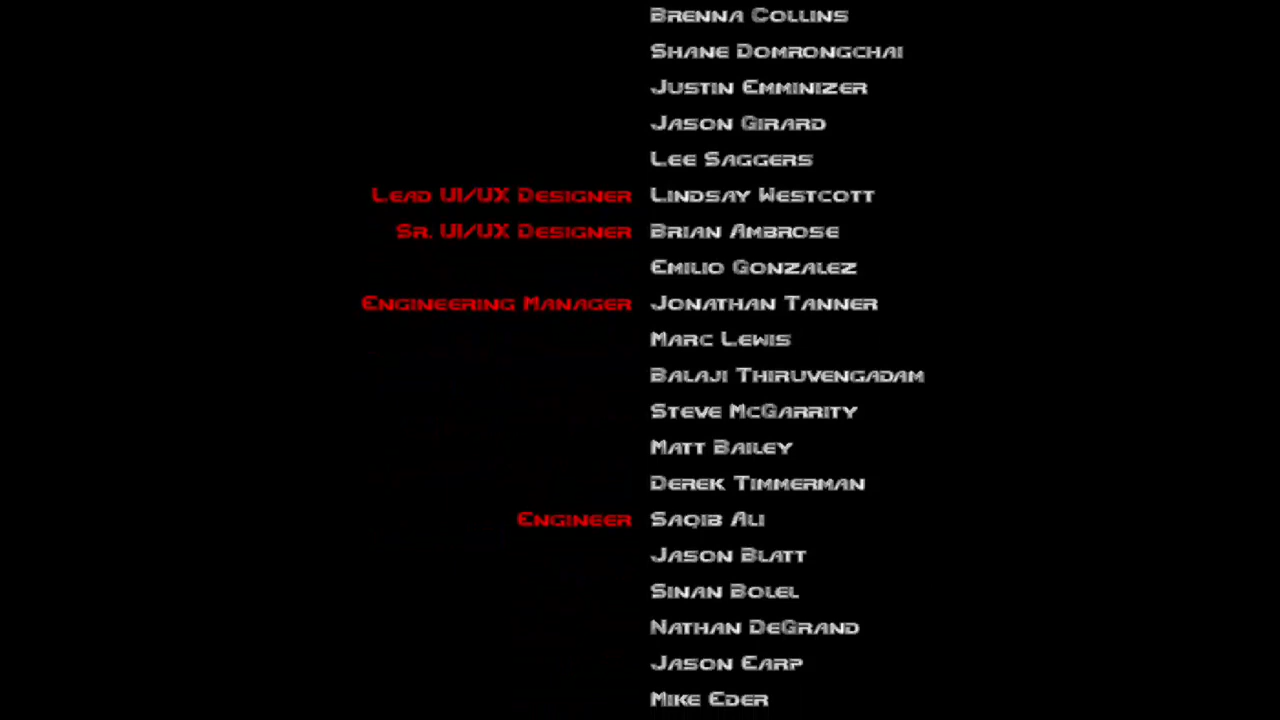 Brenna Collins
Shane Domrongchai
Justin Emminizer
Jason Girard
Lee Saggers
Lead UI/UX Designer Lindsay Westcott
Sr. UI/UX Designer Brian Ambrose
Emilio Gonzalez
Engineering Manager Jonathan Tanner
Marc Lewis
Balaji Thiruvengadam
Steve McGarrity
Matt Bailey
Derek Timmerman
Engineer Saqib Ali
Jason Blatt
Sinan Bolel
Nathan DeGrand
Jason Earp
Mike Eder